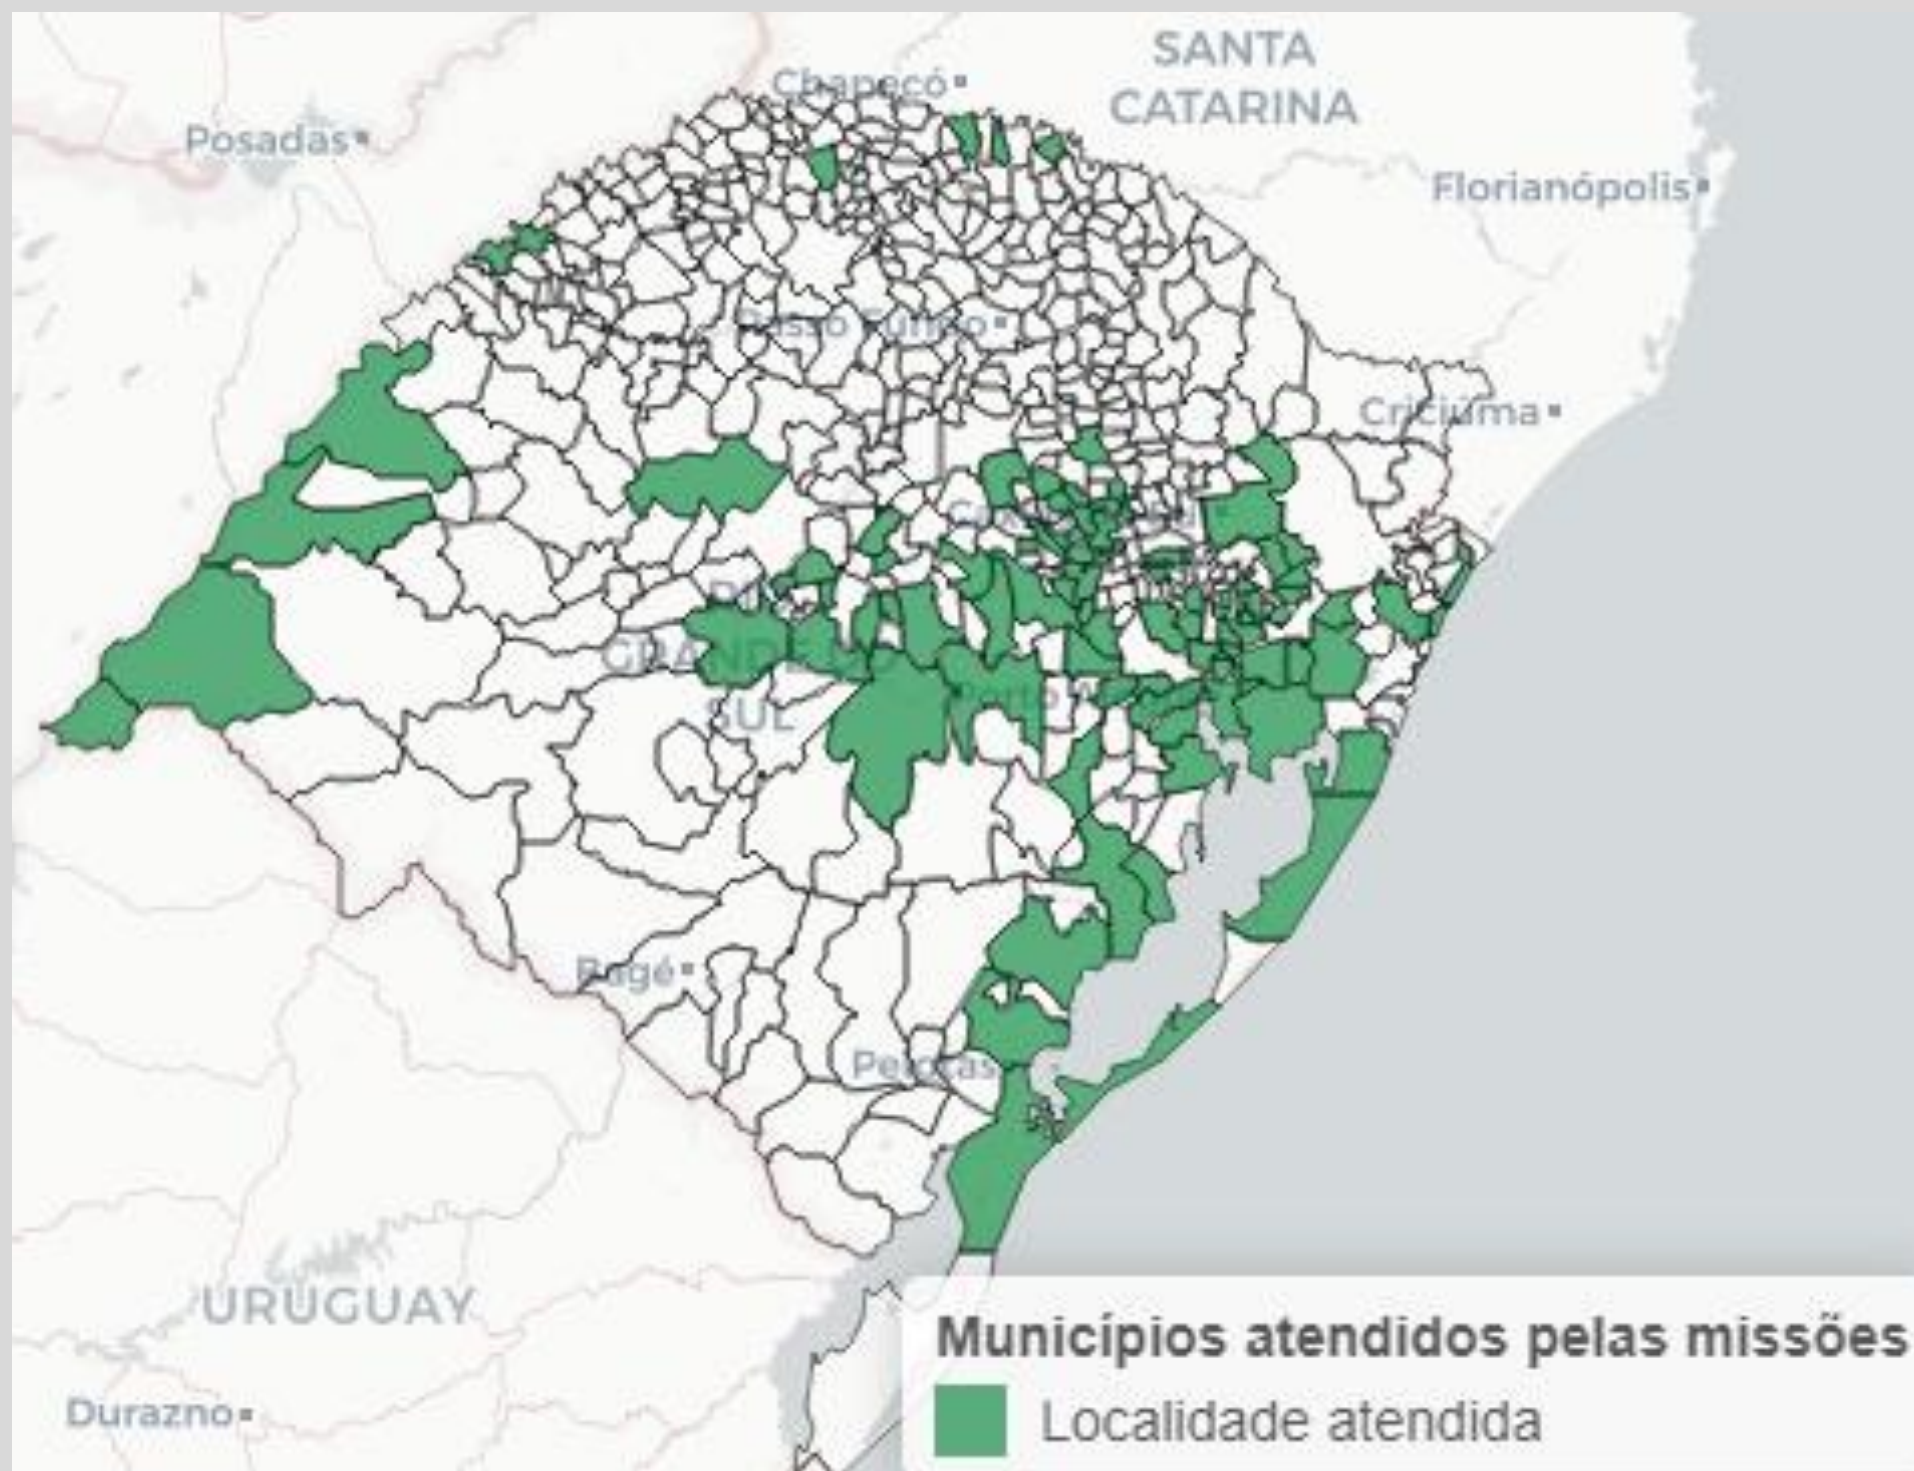 SANTA
CATARINA
Chapecó
Posadas
Florianópolis
Passo Fundo
Criciúma
RIO
GRANDE DO
SUL
Porto
Bagé
Pelotas
URUGUAY
Durazno
Municípios atendidos pelas missões
Localidade atendida